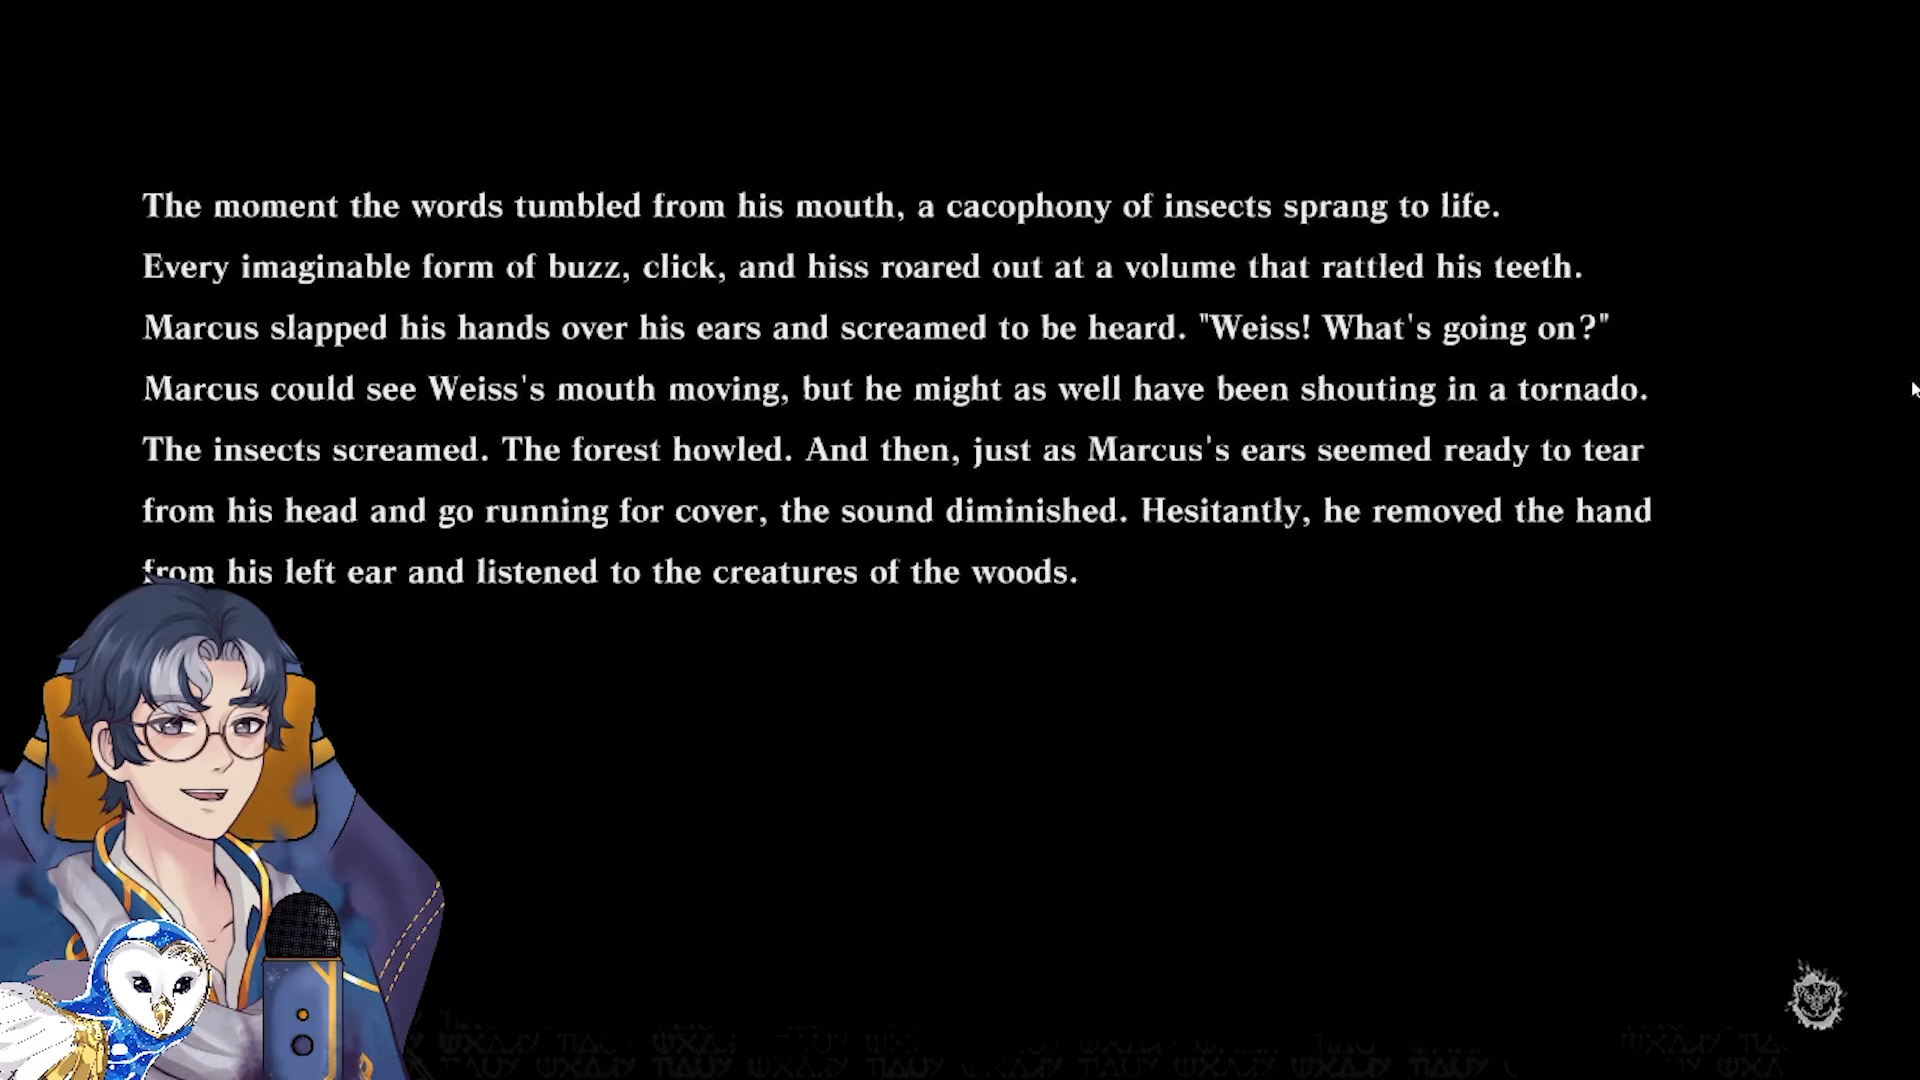 The moment the words tumbled from his mouth, a cacophony of insects sprang to life.
Every imaginable form of buzz, click, and hiss roared out at a volume that rattled his teeth.
Marcus slapped his hands over his ears and screamed to be heard. "Weiss! What's going on?"
Marcus could see Weiss's mouth moving, but he might as well have been shouting in a tornado.
The insects screamed. The forest howled. And then, just as Marcus's ears seemed ready to tear
from his head and go running for cover, the sound diminished. Hesitantly, he removed the hand
from his left ear and listened to the creatures of the woods.